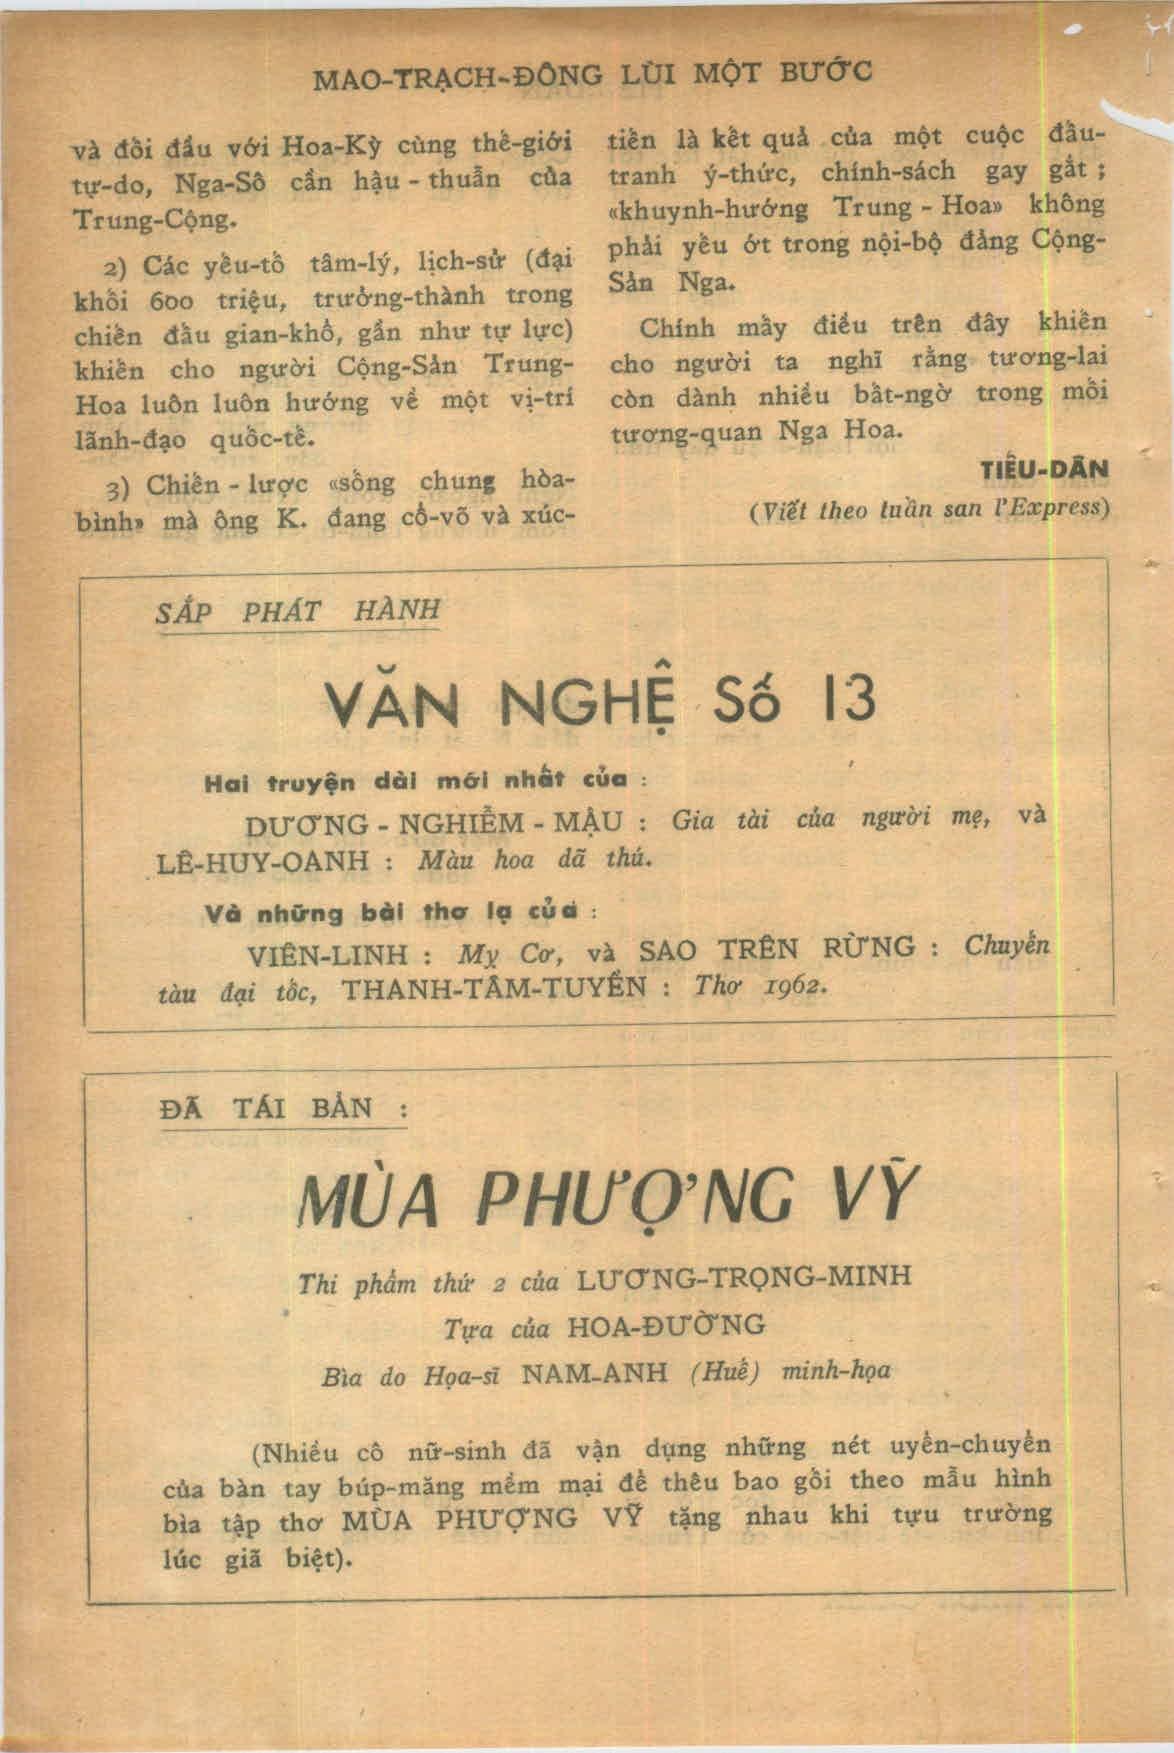 MAO-TRẠCH-ĐÔNG LÙI MỘT BƯỚC
và đối đầu với Hoa-Kỳ cùng thế-giới
tự-do, Nga-Sô cần hậu - thuẫn của
Trung-Cộng.
2) Các yếu-tố tâm-lý, lịch-sử (đại
khối 600 triệu, trưởng-thành trong
chiến đấu gian-khổ, gần như tự lực)
khiến cho người Cộng-Sản Trung-
Hoa luôn luôn hướng về một vị-trí
lãnh-đạo quốc-tế.
3) Chiến - lược «sống chung hòa-
bình» mà ông K. đang cổ-võ và xúc-
tiến là kết quả của một cuộc đấu-
tranh ý-thức, chính-sách gay gắt ;
«khuynh-hướng Trung - Hoa» không
phải yếu ớt trong nội-bộ đảng Cộng-
Sản Nga.
Chính mấy điều trên đây khiến
cho người ta nghĩ rằng tương-lai
còn dành nhiều bất-ngờ trong mối
tương-quan Nga Hoa.
TIỂU-DÂN
(Viết theo tuần san l'Express)
SẮP PHÁT HÀNH
VĂN NGHỆ Số 13
Hai truyện dài mới nhất của :
DƯƠNG - NGHIỄM - MẬU : Gia tài của người mẹ, và
LÊ-HUY-OANH : Màu hoa dã thú.
Và những bài thơ lạ của :
VIÊN-LINH : Mỵ Cơ, và SAO TRÊN RỪNG : Chuyến
tàu đại tốc, THANH-TÂM-TUYỀN : Thơ 1962.
ĐÃ TÁI BẢN :
MÙA PHƯỢNG VỸ
Thi phẩm thứ 2 của LƯƠNG-TRỌNG-MINH
Tựa của HOA-ĐƯỜNG
Bìa do Họa-sĩ NAM-ANH (Huế) minh-họa
(Nhiều cô nữ-sinh đã vận dụng những nét uyển-chuyển
của bàn tay búp-măng mềm mại để thêu bao gối theo mẫu hình
bìa tập thơ MÙA PHƯỢNG VỸ tặng nhau khi tựu trường
lúc giã biệt).